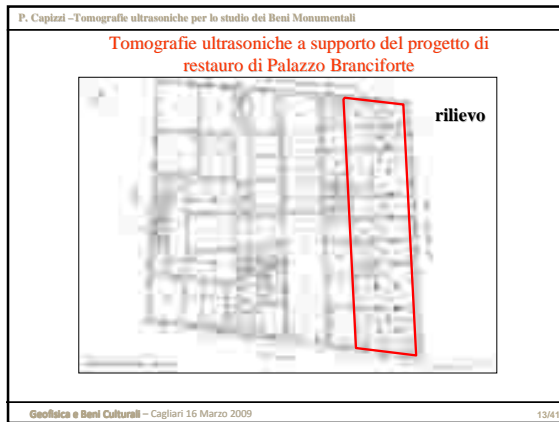 P. Capizzi –Tomografie ultrasoniche per lo studio dei Beni Monumentali
Tomografie ultrasoniche a supporto del progetto di
restauro di Palazzo Branciforte
rilievo
Geofisica e Beni Culturali – Cagliari 16 Marzo 2009
13/41